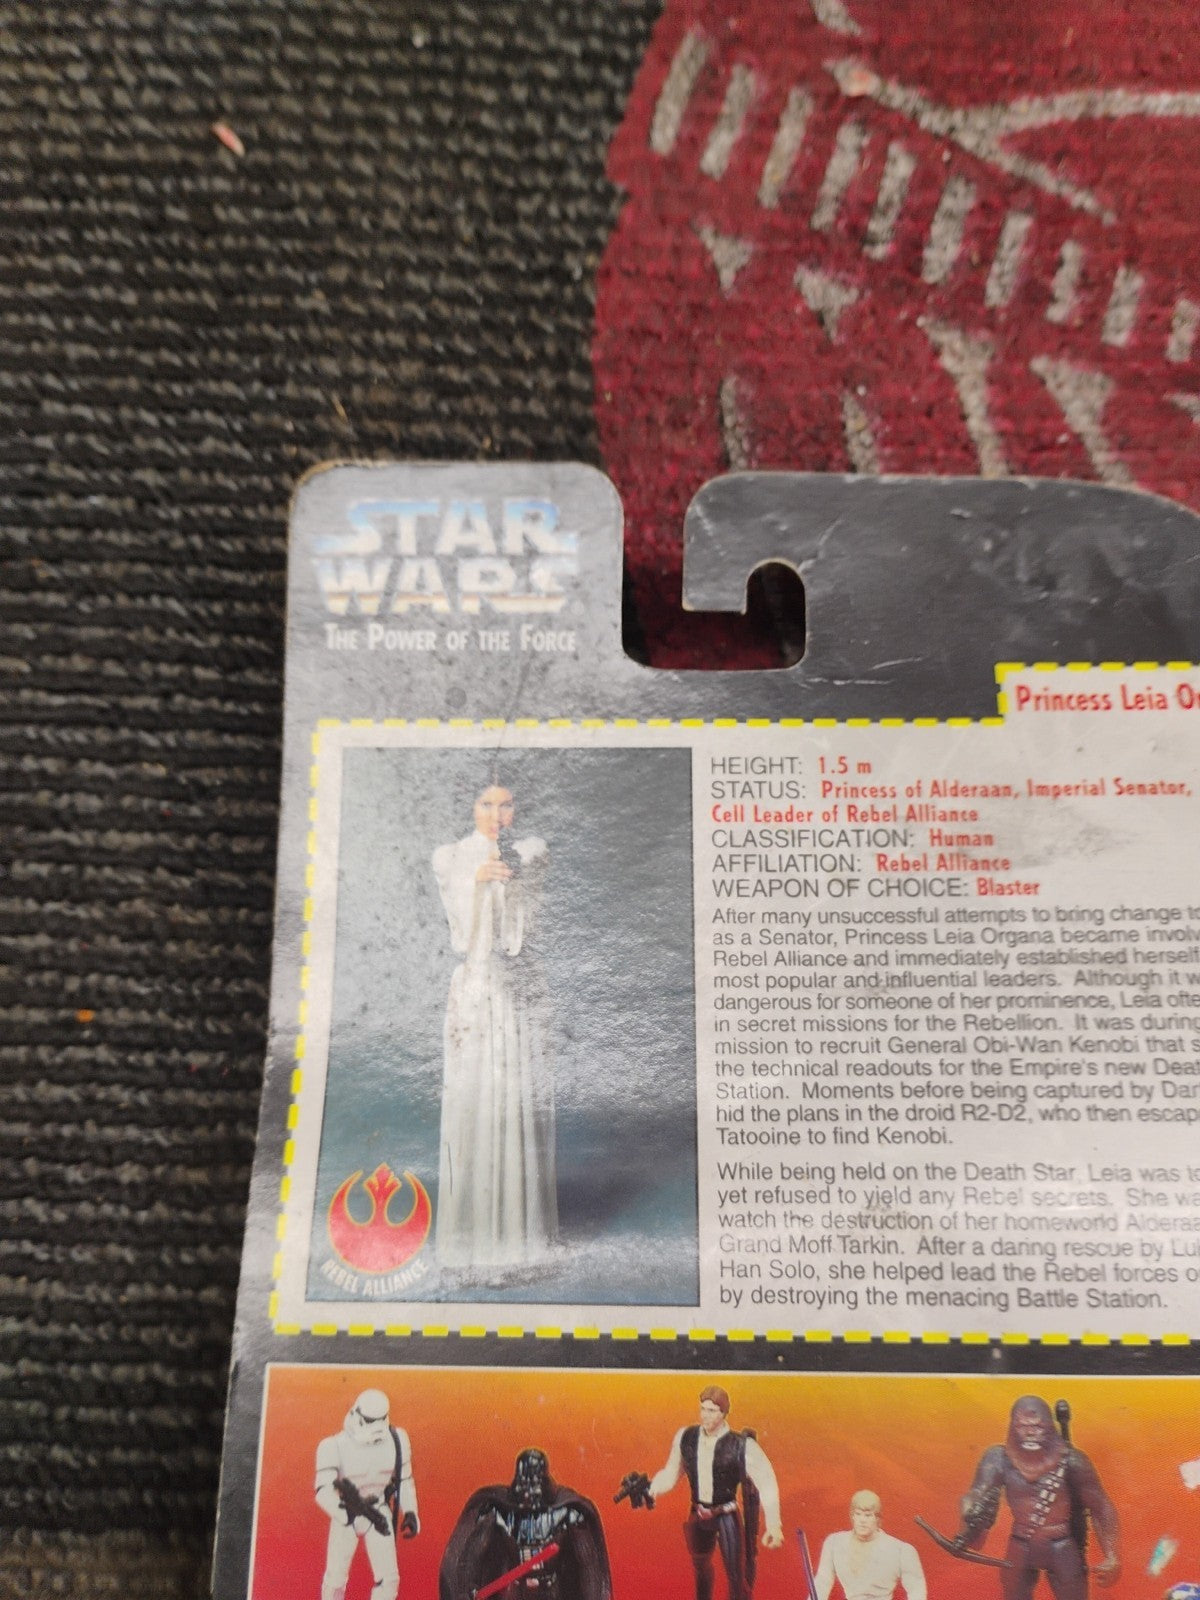 STAR
WARS
THE POWER OF THE FORCE
Princess Leia Or
HEIGHT: 1.5 m
STATUS: Princess of Alderaan, Imperial Senator,
Cell Leader of Rebel Alliance
CLASSIFICATION: Human
AFFILIATION: Rebel Alliance
WEAPON OF CHOICE: Blaster
After many unsuccessful attempts to bring change to
as a Senator, Princess Leia Organa became involv
Rebel Alliance and immediately established herself
most popular and influential leaders. Although it w
dangerous for someone of her prominence, Leia ofte
in secret missions for the Rebellion. It was during
mission to recruit General Obi-Wan Kenobi that s
the technical readouts for the Empire's new Deat
Station. Moments before being captured by Dar
hid the plans in the droid R2-D2, who then escap
Tatooine to find Kenobi.
While being held on the Death Star, Leia was to
yet refused to yield any Rebel secrets. She wa
watch the destruction of her homeworld Alderaa
Grand Moff Tarkin. After a daring rescue by Lu
Han Solo, she helped lead the Rebel forces o
by destroying the menacing Battle Station.
REBEL ALLIANCE